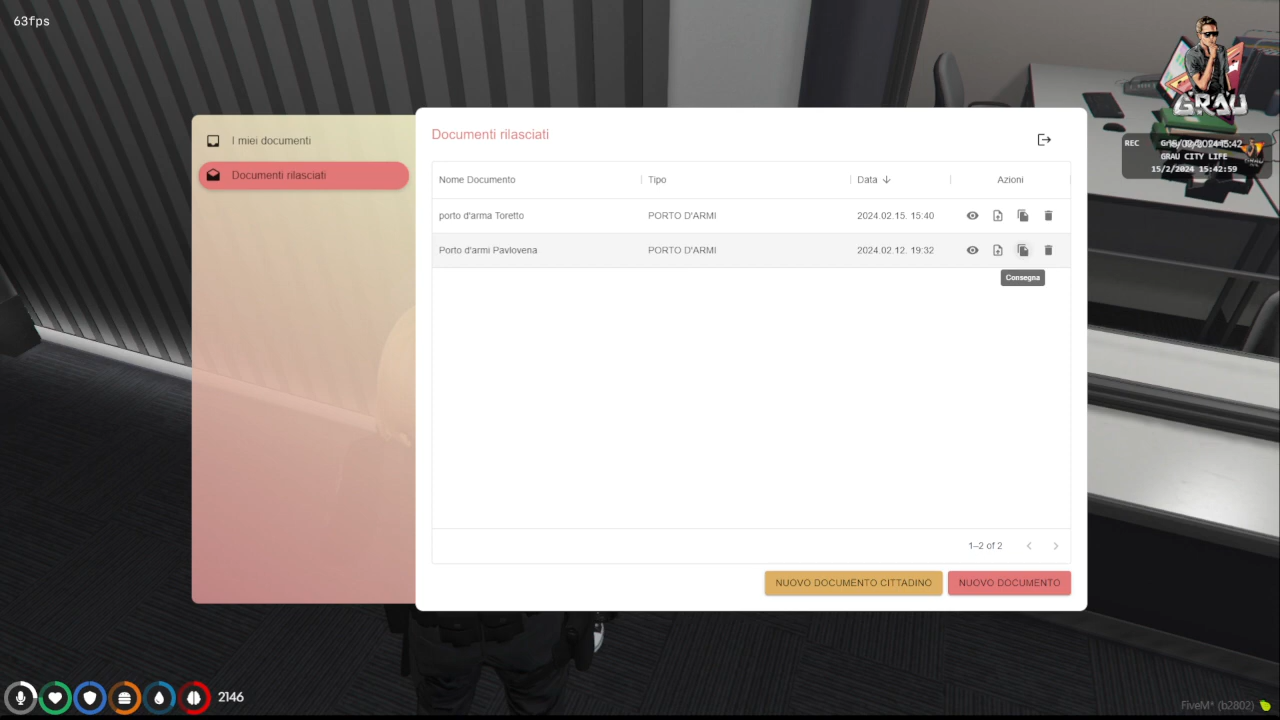 63fps
GRAU
REC
GRAU CITY LIFE
15/2/2024 15:42:59
I miei documenti
Documenti rilasciati
Documenti rilasciati
Nome Documento Tipo Data Azioni
porto d'arma Toretto PORTO D'ARMI 2024.02.15. 15:40
Porto d'armi Pavlovena PORTO D'ARMI 2024.02.12. 19:32
Consegna
1–2 of 2
NUOVO DOCUMENTO CITTADINO NUOVO DOCUMENTO
2146
FiveM* (b2802)